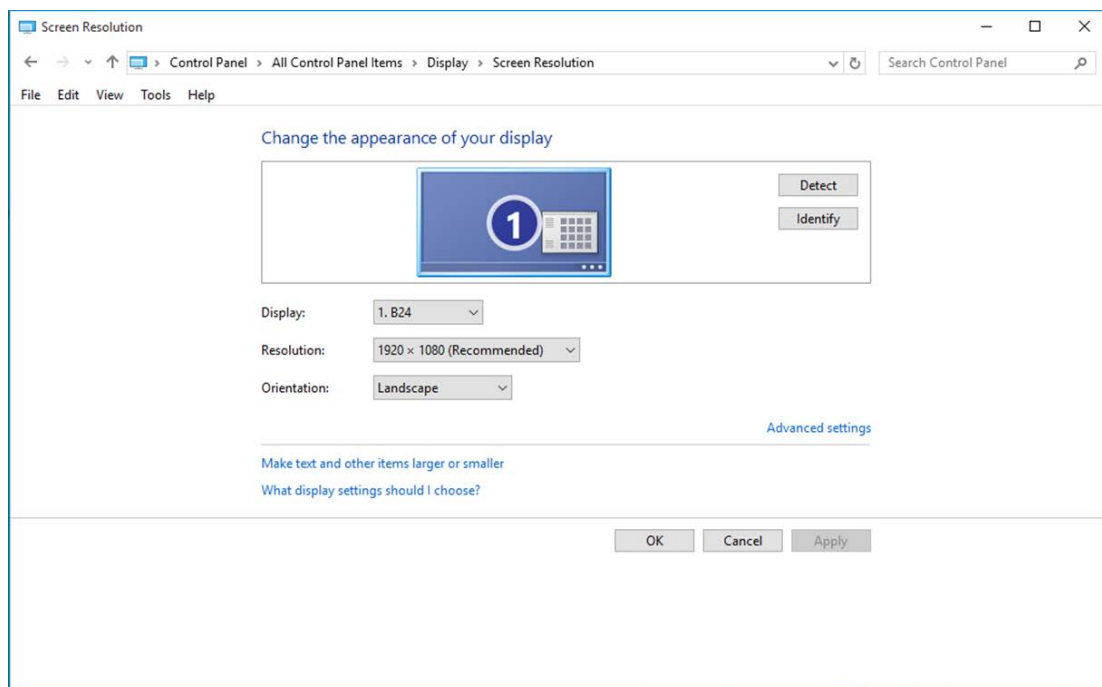 Screen Resolution
Control Panel > All Control Panel Items > Display > Screen Resolution
Search Control Panel
File Edit View Tools Help
Change the appearance of your display
1
Detect
Identify
Display: 1. B24
Resolution: 1920 × 1080 (Recommended)
Orientation: Landscape
Advanced settings
Make text and other items larger or smaller
What display settings should I choose?
OK Cancel Apply